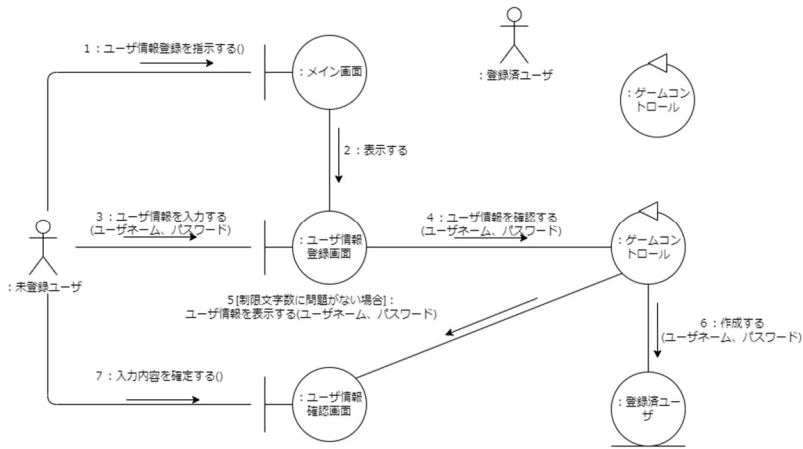 1：ユーザ情報登録を指示する()
：メイン画面
：登録済ユーザ
：ゲームコン
トロール
2：表示する
3：ユーザ情報を入力する
(ユーザネーム、パスワード)
：ユーザ情報
登録画面
4：ユーザ情報を確認する
(ユーザネーム、パスワード)
：ゲームコン
トロール
：未登録ユーザ
5[制限文字数に問題がない場合]：
ユーザ情報を表示する(ユーザネーム、パスワード)
6：作成する
(ユーザネーム、パスワード)
7：入力内容を確定する()
：ユーザ情報
確認画面
：登録済ユー
ザ